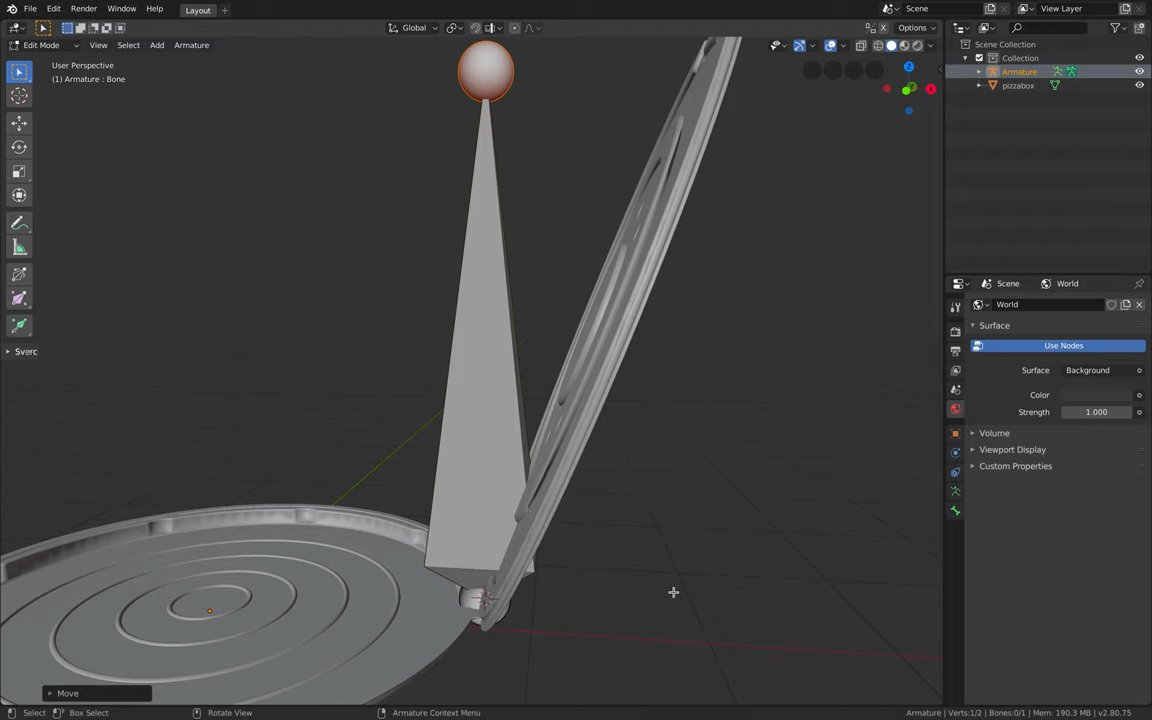 File Edit Render Window Help Layout + Scene View Layer
Global Options
Edit Mode View Select Add Armature
User Perspective
(1) Armature : Bone
Sverc
Move
Z
Y
X
Scene Collection
Collection
Armature
pizzabox
Scene World
World
Surface
Use Nodes
Surface Background
Color
Strength 1.000
Volume
Viewport Display
Custom Properties
Select Box Select Rotate View Armature Context Menu Armature | Verts:1/2 | Bones:0/1 | Mem: 190.3 MB | v2.80.75